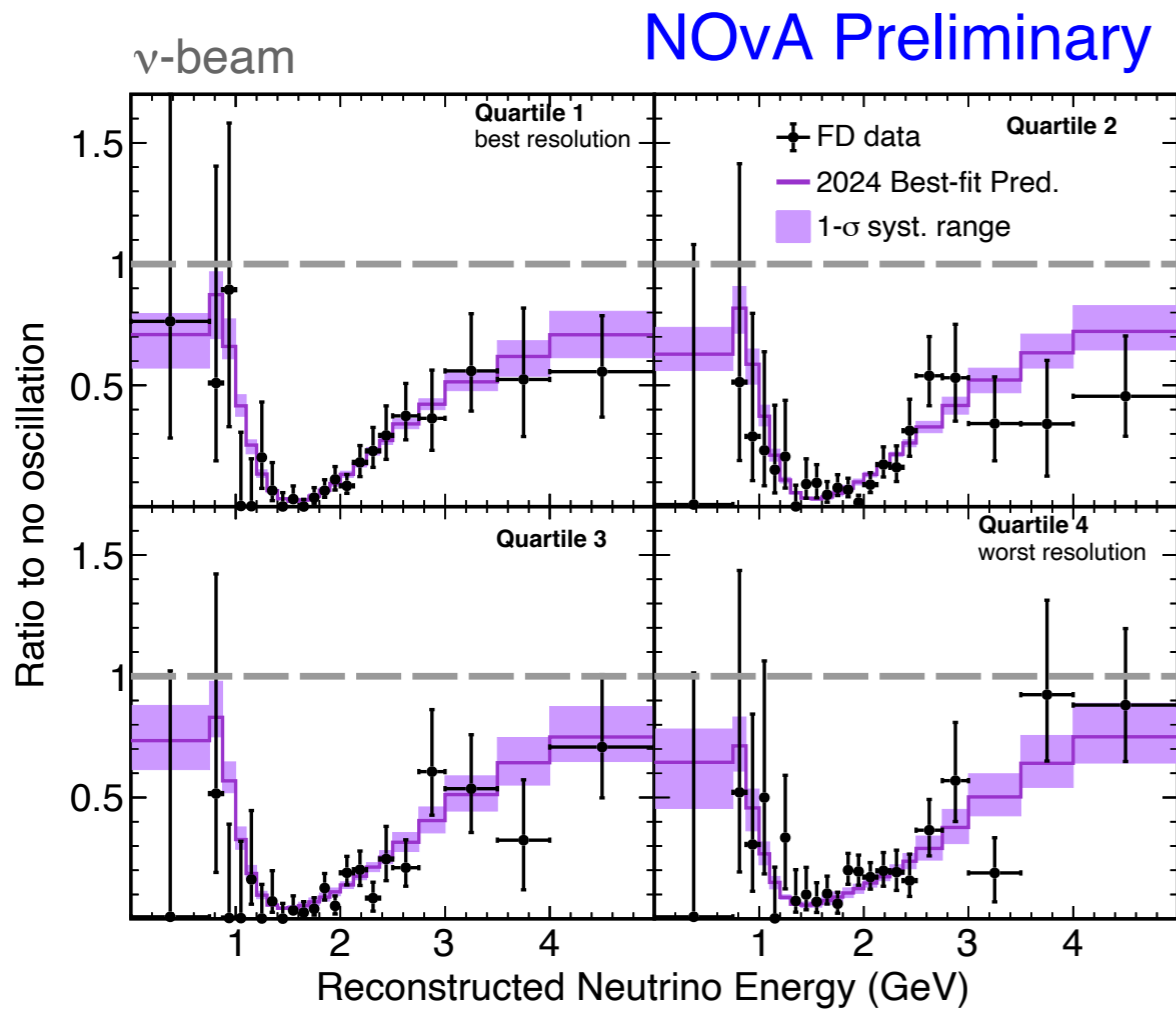 ν-beam
NOvA Preliminary
Quartile 1
best resolution
Quartile 2
FD data
2024 Best-fit Pred.
1-σ syst. range
1.5
1
0.5
Quartile 3
Quartile 4
worst resolution
1.5
1
0.5
Ratio to no oscillation
1 2 3 4 1 2 3 4
Reconstructed Neutrino Energy (GeV)